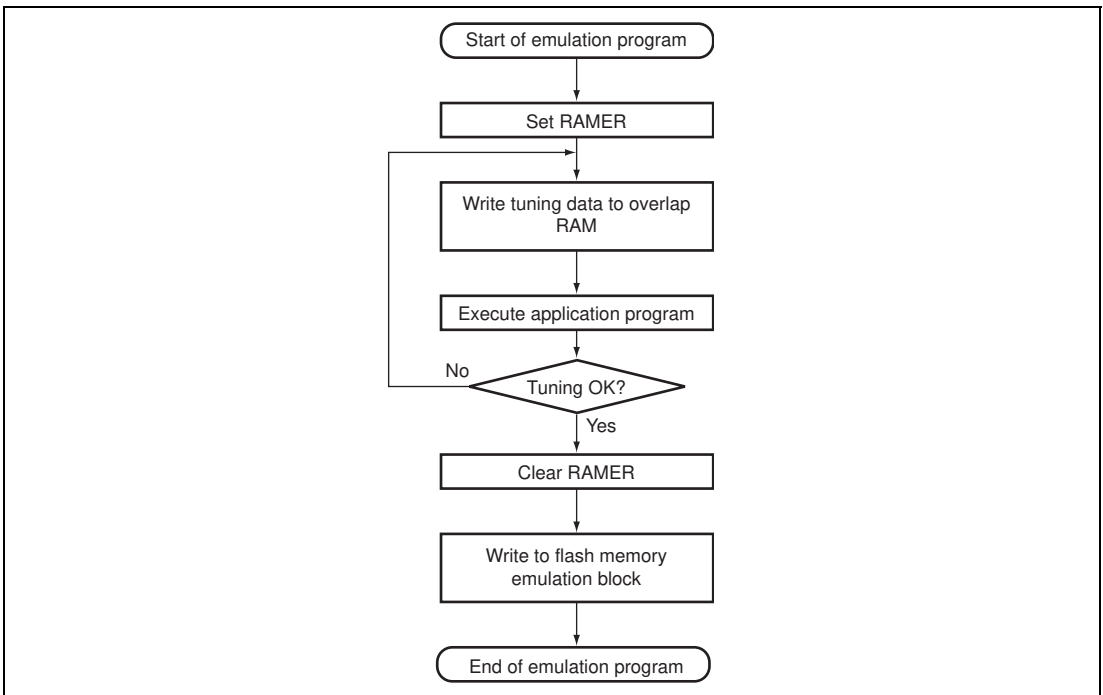 Start of emulation program
Set RAMER
Write tuning data to overlap
RAM
Execute application program
No
Tuning OK?
Yes
Clear RAMER
Write to flash memory
emulation block
End of emulation program